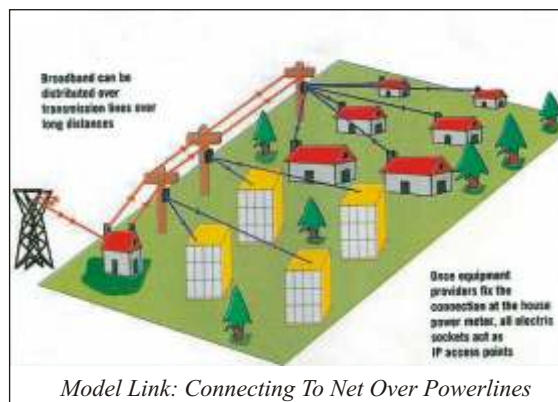 Broadband can be
distributed over
transmission lines over
long distances
Once equipment
providers fix the
connection at the house
power meter, all electric
sockets act as
IP access points
Model Link: Connecting To Net Over Powerlines